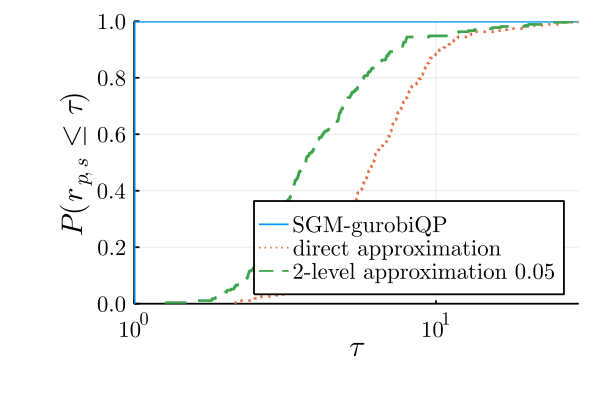 1.0
0.8
0.6
0.4
0.2
0.0
P(r_{p,s} ≤ τ)
SGM-gurobiQP
direct approximation
2-level approximation 0.05
10^0 10^1
τ